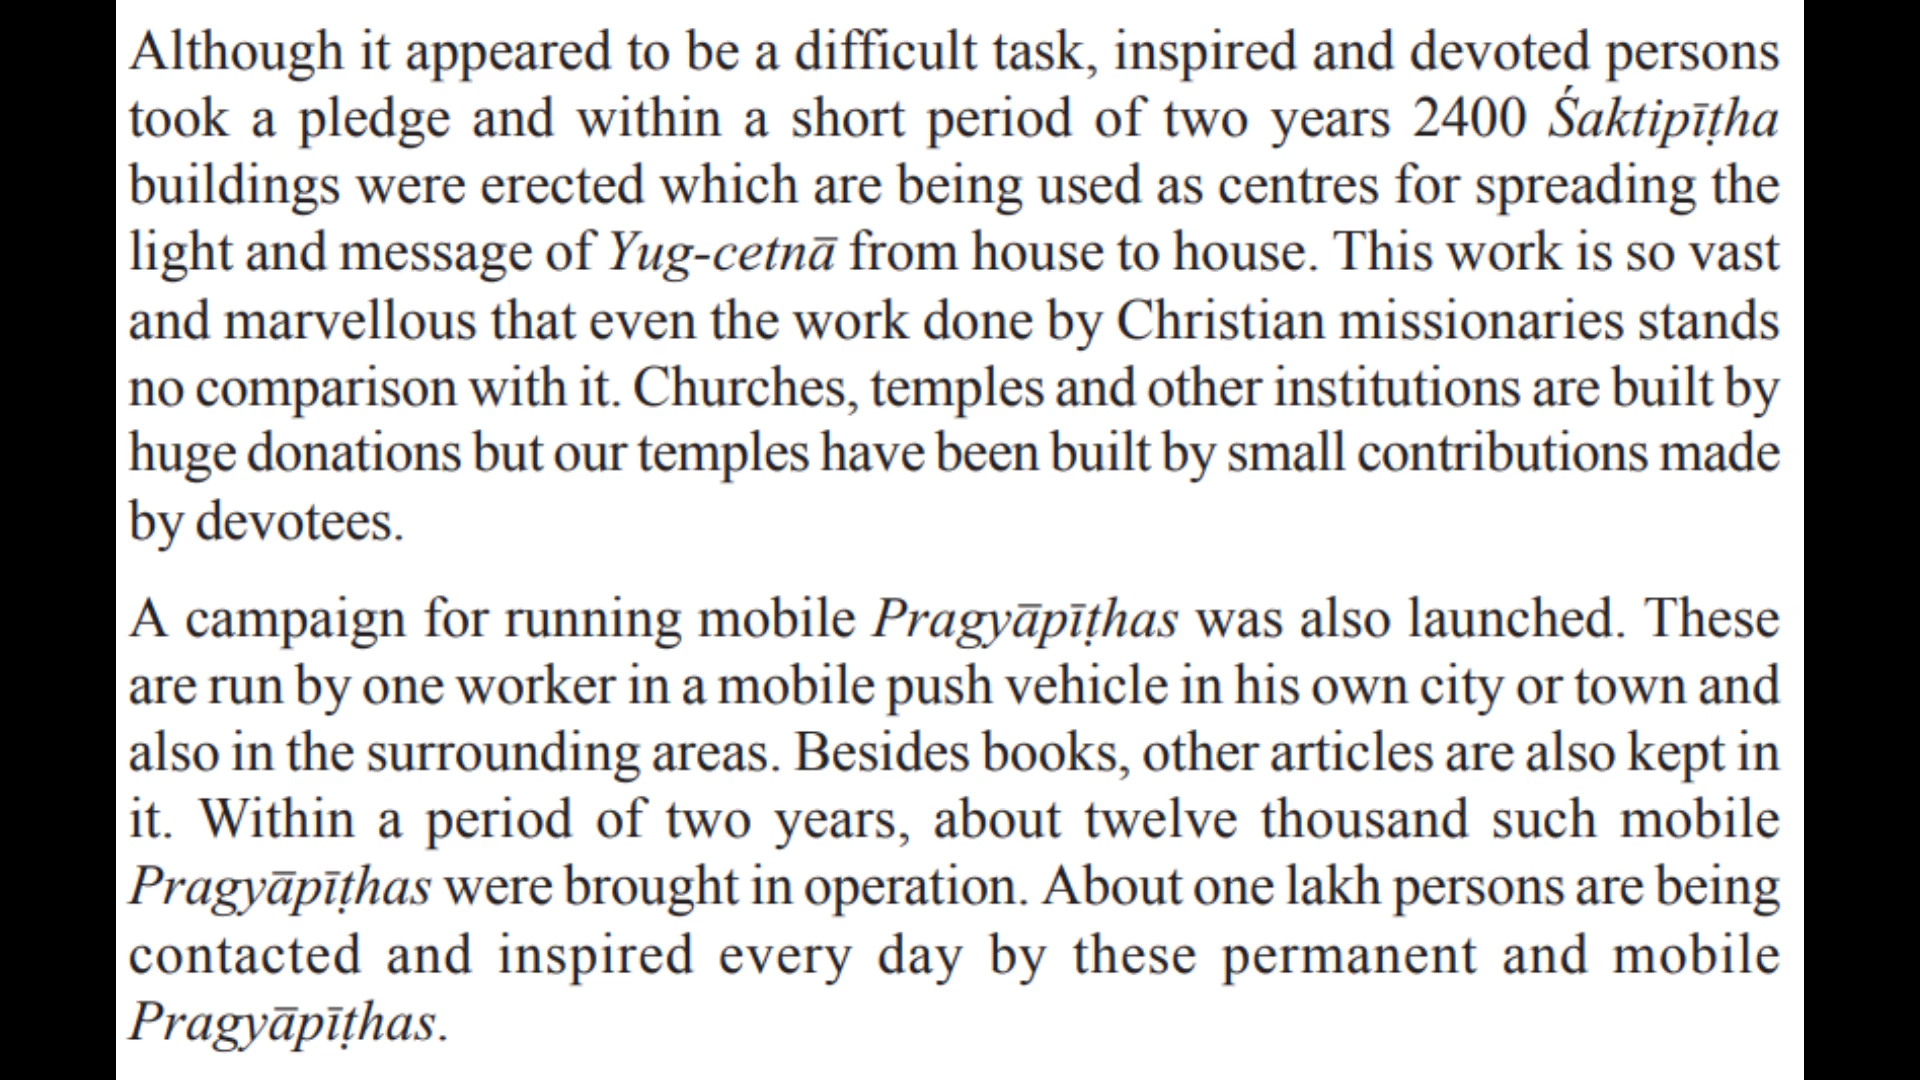 Although it appeared to be a difficult task, inspired and devoted persons
took a pledge and within a short period of two years 2400 Śaktipīṭha
buildings were erected which are being used as centres for spreading the
light and message of Yug-cetnā from house to house. This work is so vast
and marvellous that even the work done by Christian missionaries stands
no comparison with it. Churches, temples and other institutions are built by
huge donations but our temples have been built by small contributions made
by devotees.
A campaign for running mobile Pragyāpīṭhas was also launched. These
are run by one worker in a mobile push vehicle in his own city or town and
also in the surrounding areas. Besides books, other articles are also kept in
it. Within a period of two years, about twelve thousand such mobile
Pragyāpīṭhas were brought in operation. About one lakh persons are being
contacted and inspired every day by these permanent and mobile
Pragyāpīṭhas.